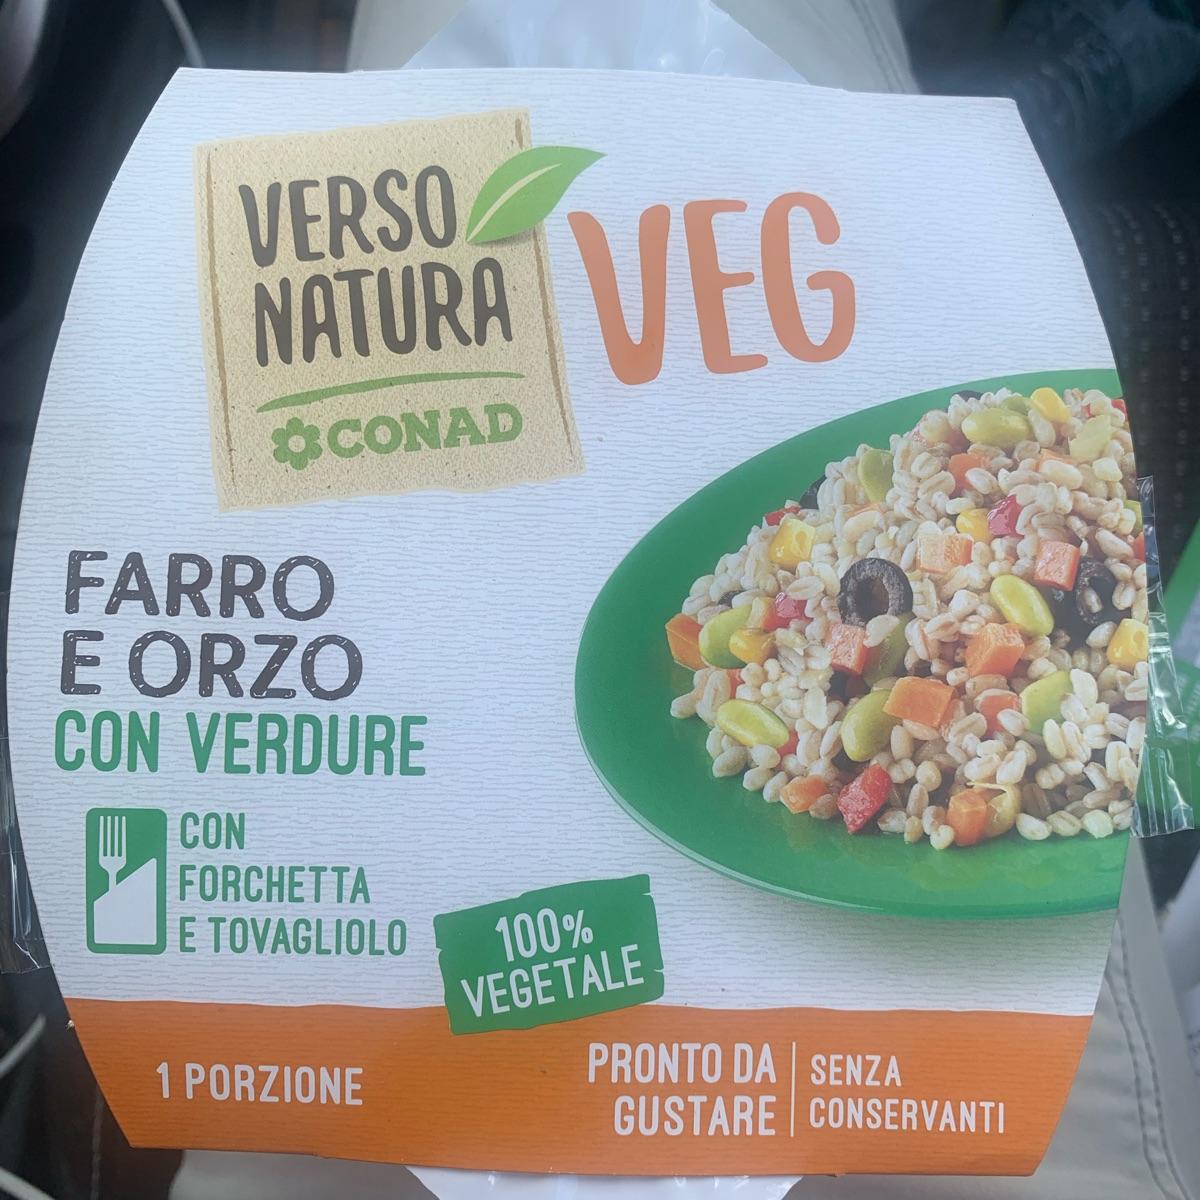 VERSO
NATURA
CONAD
VEG
FARRO
E ORZO
CON VERDURE
CON
FORCHETTA
E TOVAGLIOLO
100%
VEGETALE
1 PORZIONE
PRONTO DA
GUSTARE
SENZA
CONSERVANTI